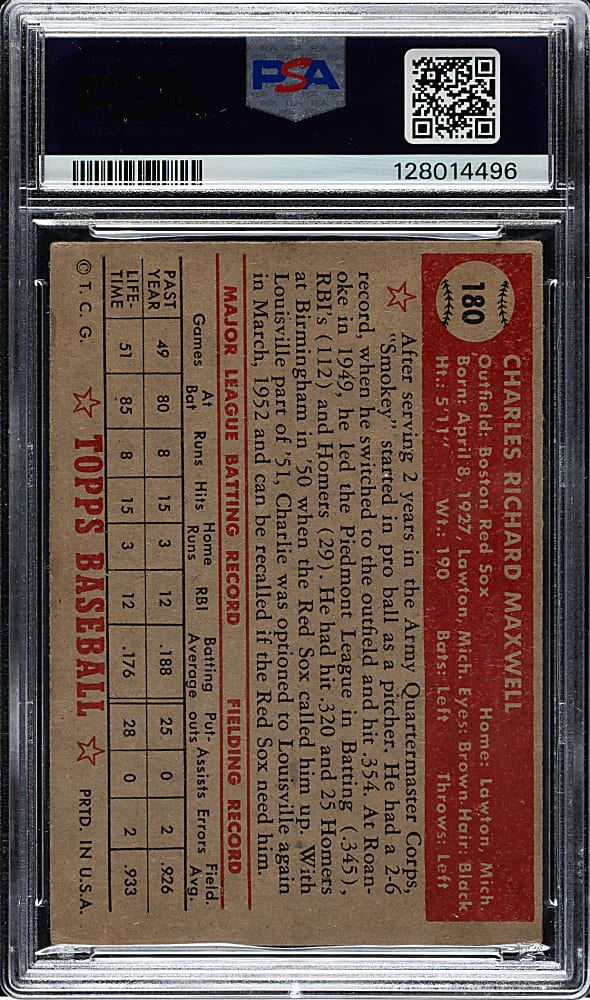 PSA
128014496
180
CHARLES RICHARD MAXWELL
Outfield: Boston Red Sox Home: Lawton, Mich.
Born: April 8, 1927, Lawton, Mich. Eyes: Brown Hair: Black
Ht.: 5'11" Wt.: 190 Bats: Left Throws: Left
After serving 2 years in the Army Quartermaster Corps,
"Smokey" started in pro ball as a pitcher. He had a 2-6
record, when he switched to the outfield and hit .354. At Roan-
oke in 1949, he led the Piedmont League in Batting (.345),
RBI's (112) and Homers (29). He had hit .320 and 25 Homers
at Birmingham in '50 when the Red Sox called him up. With
Louisville part of '51, Charlie was optioned to Louisville again
in March, 1952 and can be recalled if the Red Sox need him.
MAJOR LEAGUE BATTING RECORD FIELDING RECORD
Games At Bat Runs Hits Home Runs RBI Batting Average Put-outs Assists Errors Field. Avg.
PAST YEAR 49 80 8 15 3 12 .188 25 0 2 .926
LIFE-TIME 51 85 8 15 3 12 .176 28 0 2 .933
© T. C. G. TOPPS BASEBALL PRTD. IN U.S.A.